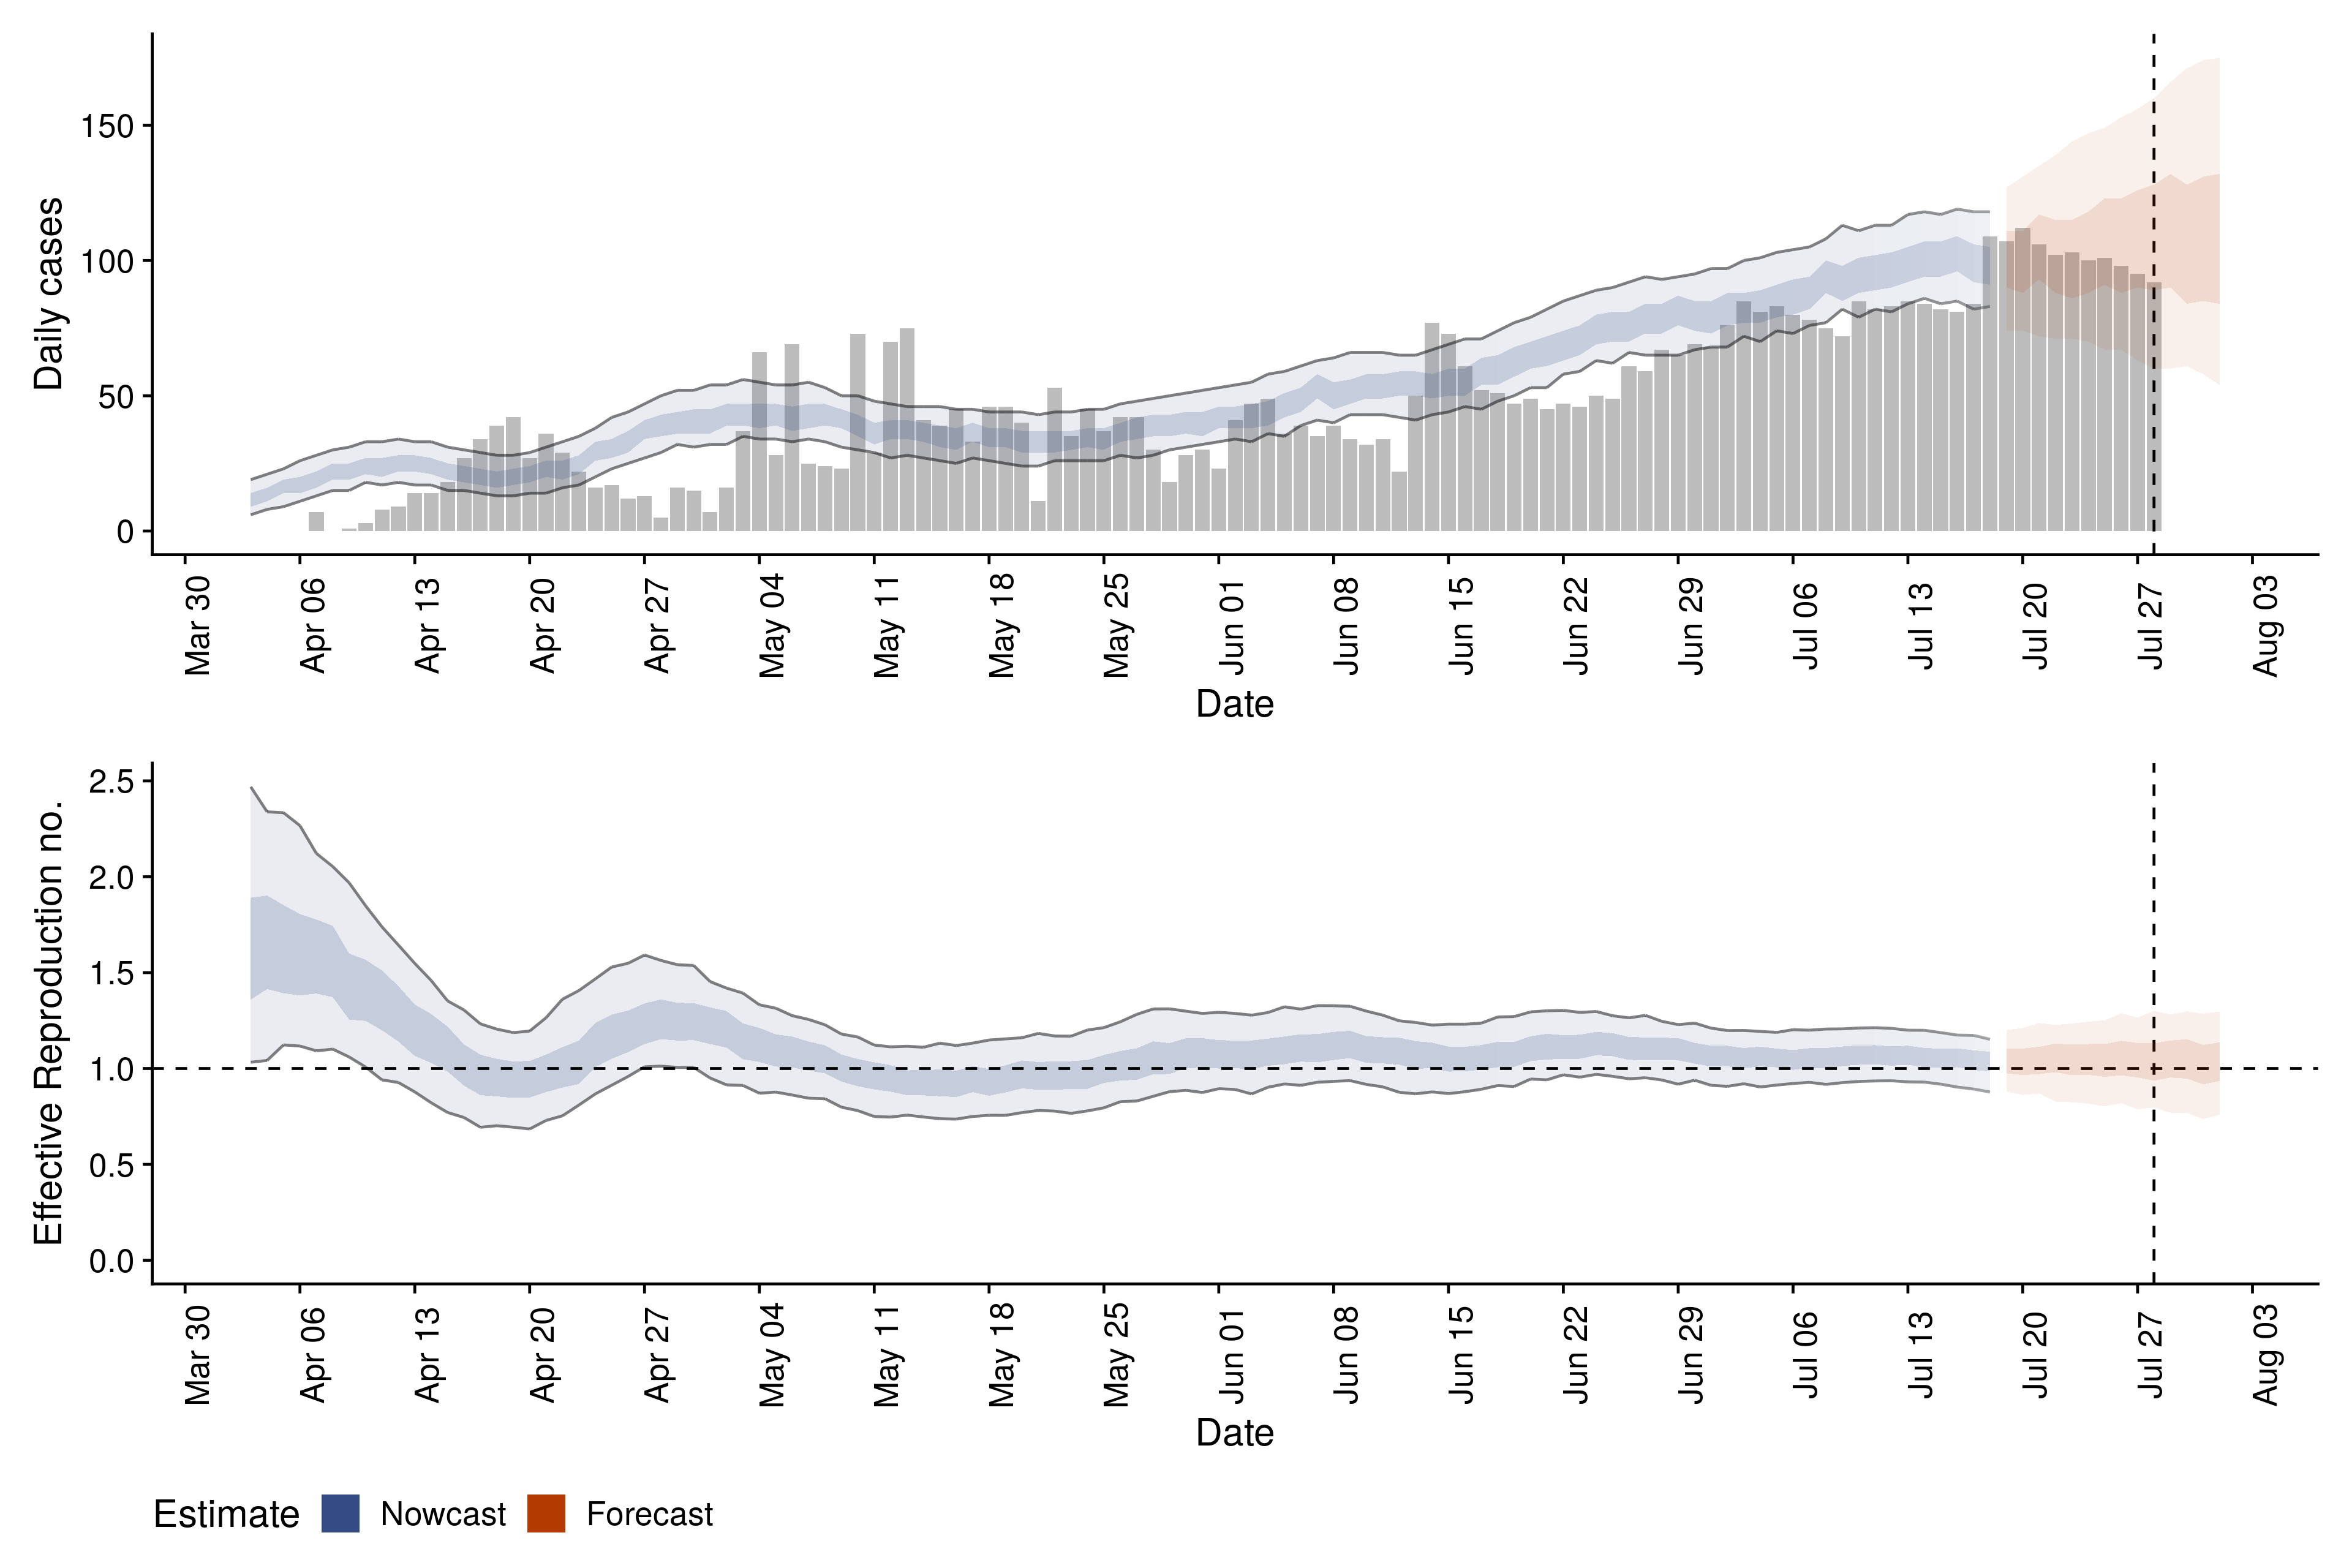 Daily cases
150
100
50
0
Mar 30
Apr 06
Apr 13
Apr 20
Apr 27
May 04
May 11
May 18
May 25
Jun 01
Jun 08
Jun 15
Jun 22
Jun 29
Jul 06
Jul 13
Jul 20
Jul 27
Aug 03
Date
Effective Reproduction no.
2.5
2.0
1.5
1.0
0.5
0.0
Mar 30
Apr 06
Apr 13
Apr 20
Apr 27
May 04
May 11
May 18
May 25
Jun 01
Jun 08
Jun 15
Jun 22
Jun 29
Jul 06
Jul 13
Jul 20
Jul 27
Aug 03
Date
Estimate Nowcast Forecast